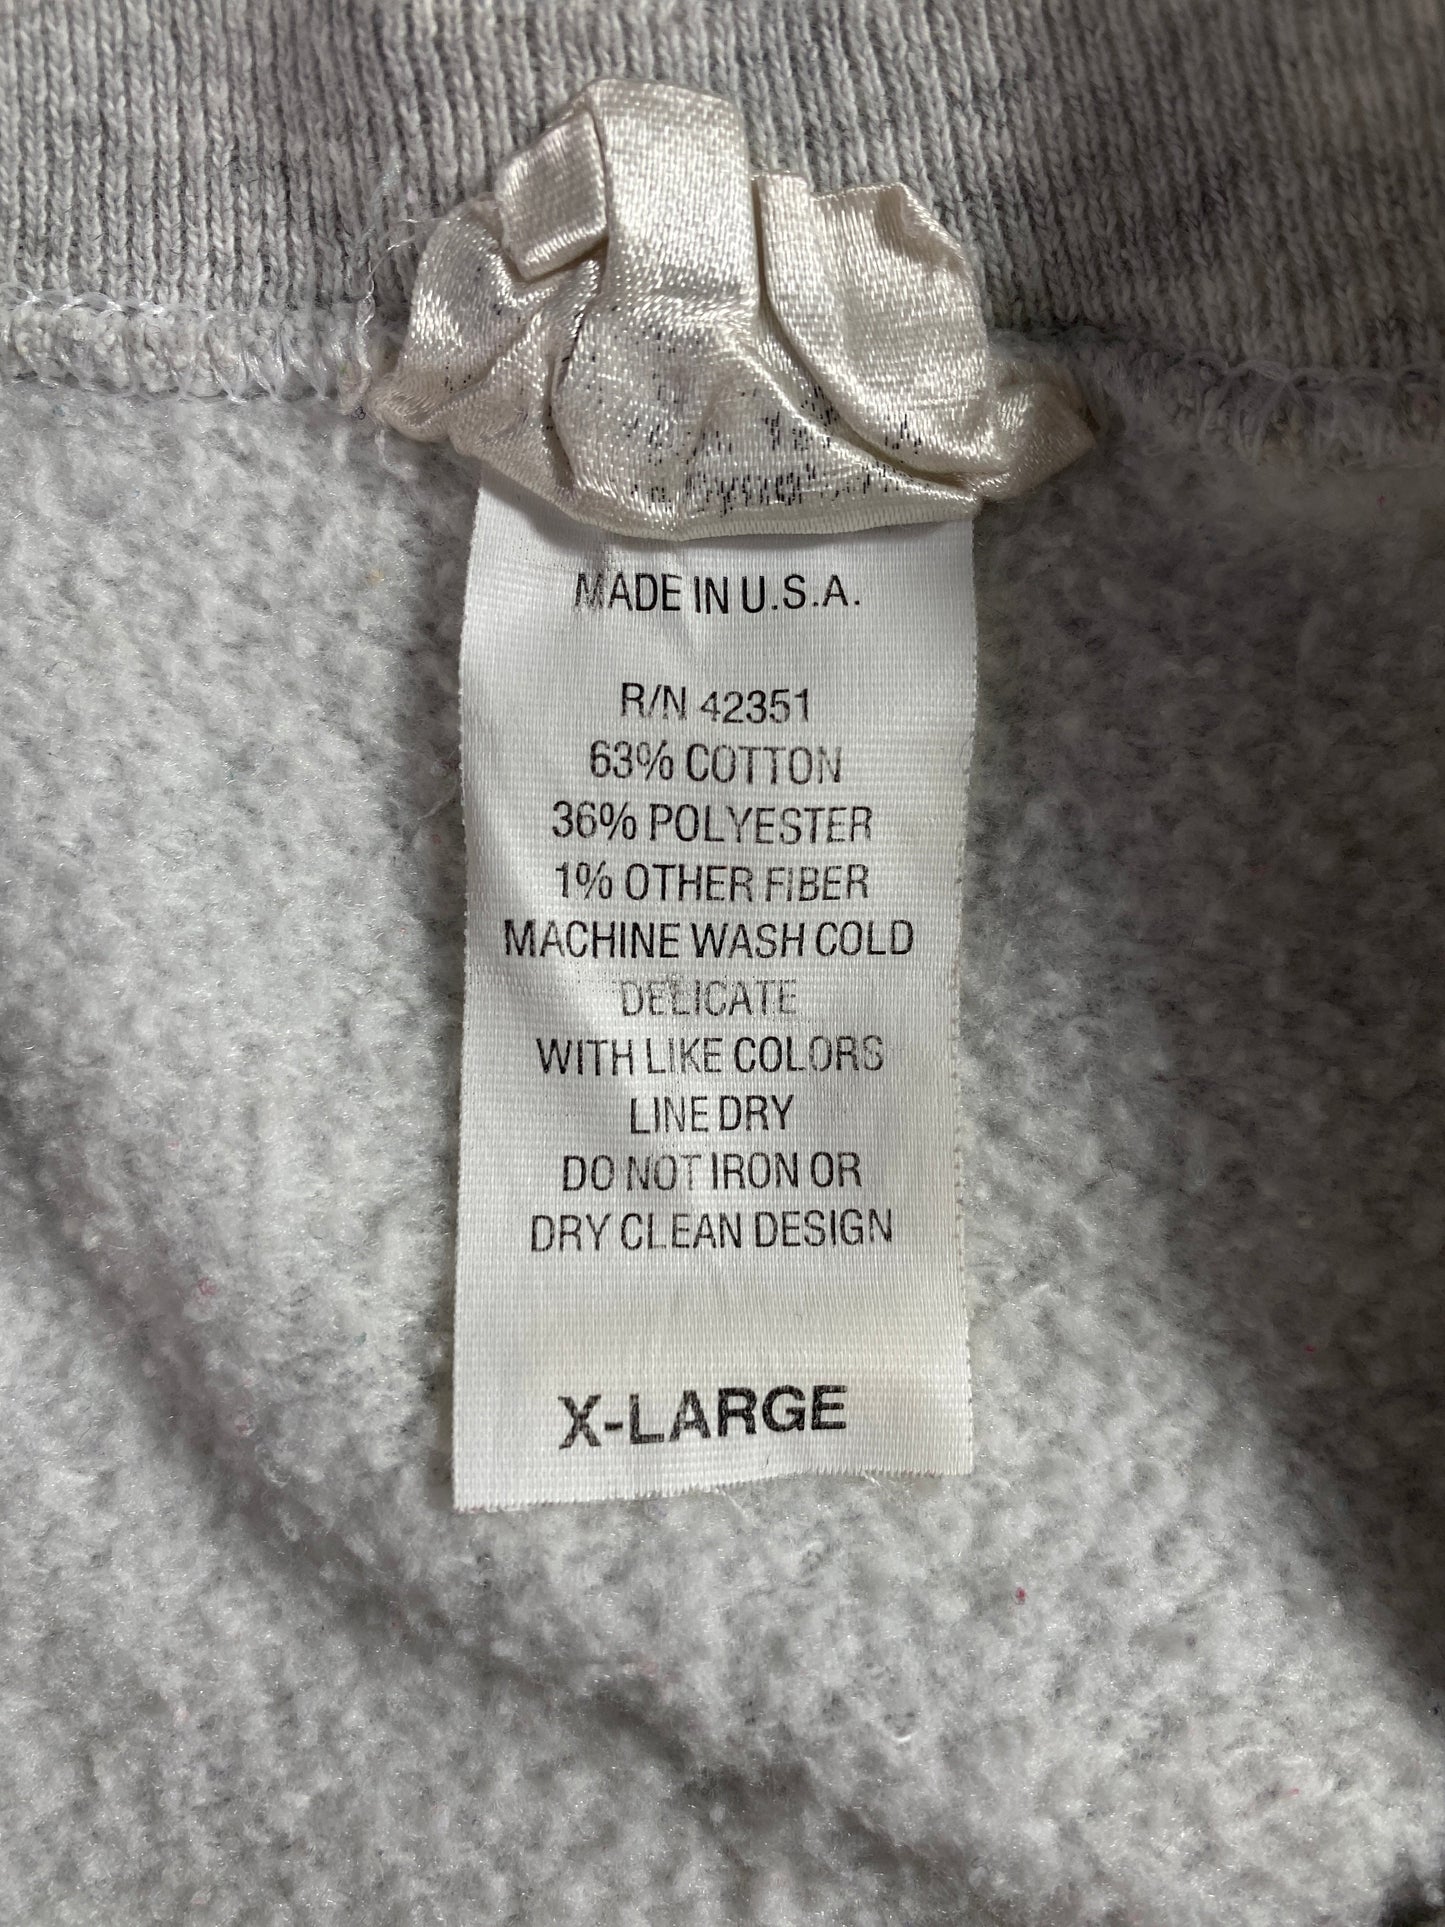 MADE IN U.S.A.
R/N 42351
63% COTTON
36% POLYESTER
1% OTHER FIBER
MACHINE WASH COLD
DELICATE
WITH LIKE COLORS
LINE DRY
DO NOT IRON OR
DRY CLEAN DESIGN
X-LARGE